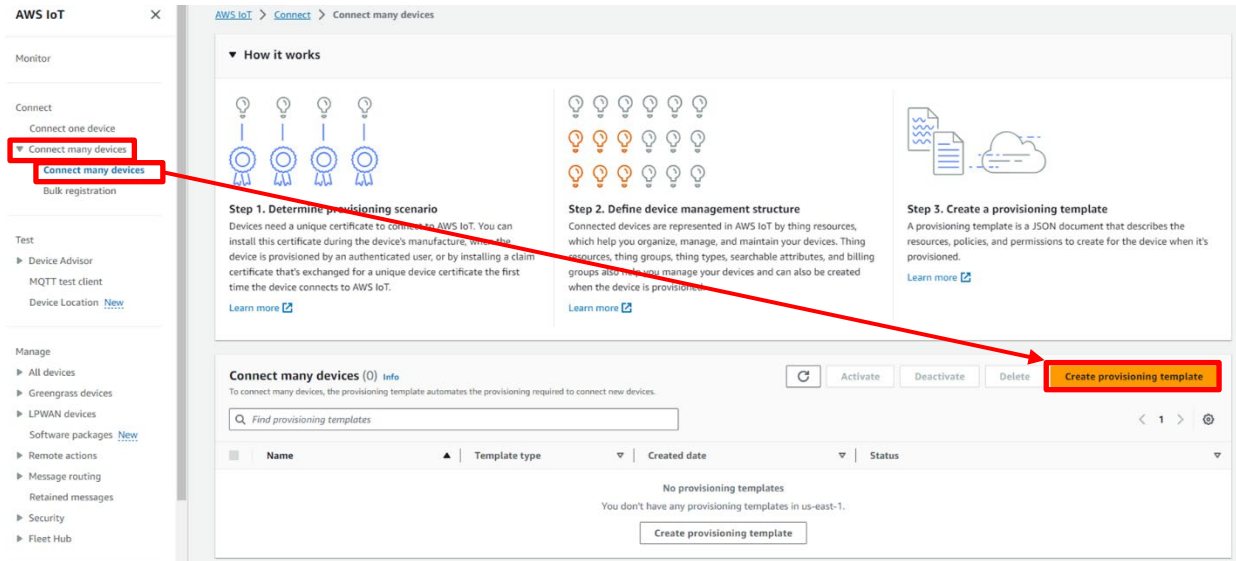 AWS IoT
Monitor
Connect
Connect one device
Connect many devices
Connect many devices
Bulk registration
Test
Device Advisor
MQTT test client
Device Location New
Manage
All devices
Greengrass devices
LPWAN devices
Software packages New
Remote actions
Message routing
Retained messages
Security
Fleet Hub
AWS IoT > Connect > Connect many devices
How it works
Step 1. Determine provisioning scenario
Devices need a unique certificate to connect to AWS IoT. You can
install this certificate during the device's manufacture, when the
device is provisioned by an authenticated user, or by installing a claim
certificate that's exchanged for a unique device certificate the first
time the device connects to AWS IoT.
Learn more
Step 2. Define device management structure
Connected devices are represented in AWS IoT by thing resources,
which help you organize, manage, and maintain your devices. Thing
resources, thing groups, thing types, searchable attributes, and billing
groups also help you manage your devices and can also be created
when the device is provisioned.
Learn more
Step 3. Create a provisioning template
A provisioning template is a JSON document that describes the
resources, policies, and permissions to create for the device when it's
provisioned.
Learn more
Connect many devices (0) Info
To connect many devices, the provisioning template automates the provisioning required to connect new devices.
Activate
Deactivate
Delete
Create provisioning template
Find provisioning templates
< 1 >
Name
Template type
Created date
Status
No provisioning templates
You don't have any provisioning templates in us-east-1.
Create provisioning template